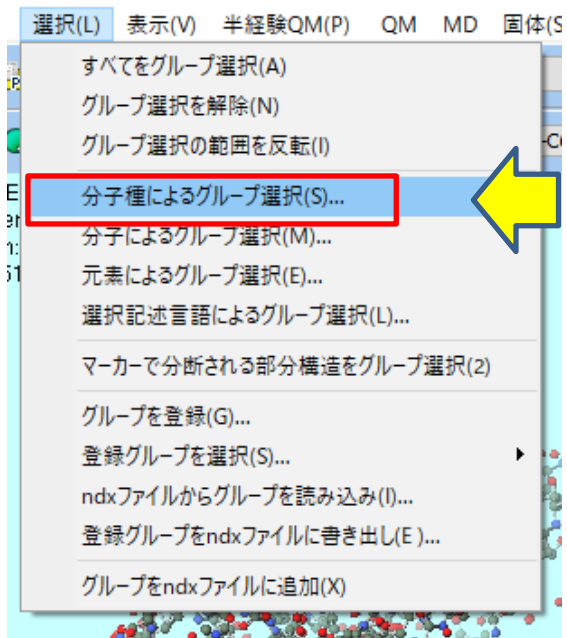 選択(L) 表示(V) 半経験QM(P) QM MD 固体(S
すべてをグループ選択(A)
グループ選択を解除(N)
グループ選択の範囲を反転(I)
分子種によるグループ選択(S)...
分子によるグループ選択(M)...
元素によるグループ選択(E)...
選択記述言語によるグループ選択(L)...
マーカーで分断される部分構造をグループ選択(2)
グループを登録(G)...
登録グループを選択(S)...
ndxファイルからグループを読み込み(I)...
登録グループをndxファイルに書き出し(E )...
グループをndxファイルに追加(X)